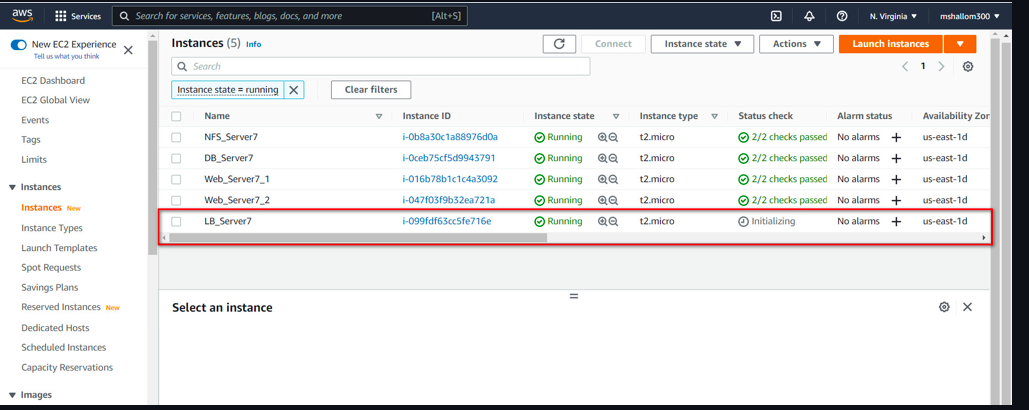 aws Services Search for services, features, blogs, docs, and more [Alt+S] N. Virginia mshallom300
New EC2 Experience
Tell us what you think
EC2 Dashboard
EC2 Global View
Events
Tags
Limits
Instances
Instances New
Instance Types
Launch Templates
Spot Requests
Savings Plans
Reserved Instances New
Dedicated Hosts
Scheduled Instances
Capacity Reservations
Images
Instances (5) Info Connect Instance state Actions Launch instances
Search 1
Instance state = running Clear filters
Name Instance ID Instance state Instance type Status check Alarm status Availability Zon
NFS_Server7 i-0b8a30c1a88976d0a Running t2.micro 2/2 checks passed No alarms us-east-1d
DB_Server7 i-0ceb75cf5d9943791 Running t2.micro 2/2 checks passed No alarms us-east-1d
Web_Server7_1 i-016b78b1c1c4a3092 Running t2.micro 2/2 checks passed No alarms us-east-1d
Web_Server7_2 i-047f03f9b32ea721a Running t2.micro 2/2 checks passed No alarms us-east-1d
LB_Server7 i-099fdf63cc5fe716e Running t2.micro Initializing No alarms us-east-1d
Select an instance